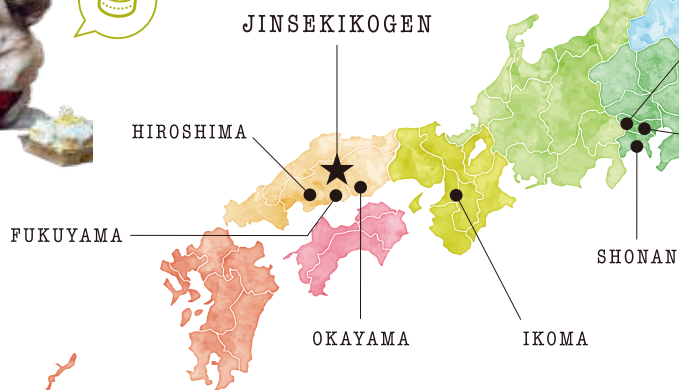 JINSEKIKOGEN
HIROSHIMA
FUKUYAMA
SHONAN
OKAYAMA
IKOMA